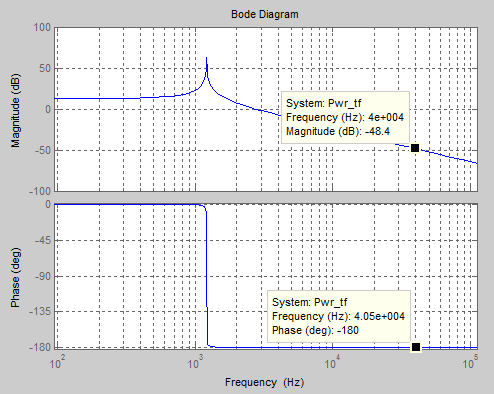 Bode Diagram
Magnitude (dB)
100
50
0
-50
-100
System: Pwr_tf
Frequency (Hz): 4e+004
Magnitude (dB): -48.4
Phase (deg)
0
-45
-90
-135
-180
System: Pwr_tf
Frequency (Hz): 4.05e+004
Phase (deg): -180
10^2
10^3
10^4
10^5
Frequency (Hz)